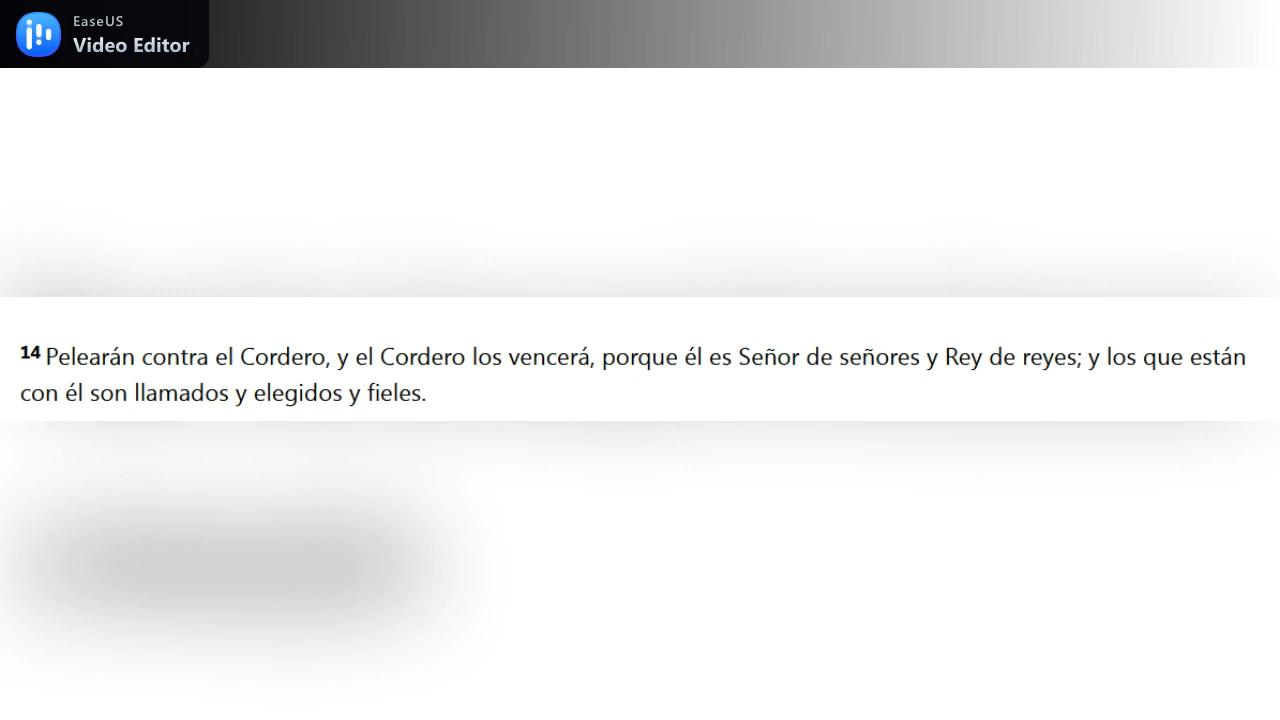 EaseUS
Video Editor
14 Pelearán contra el Cordero, y el Cordero los vencerá, porque él es Señor de señores y Rey de reyes; y los que están
con él son llamados y elegidos y fieles.